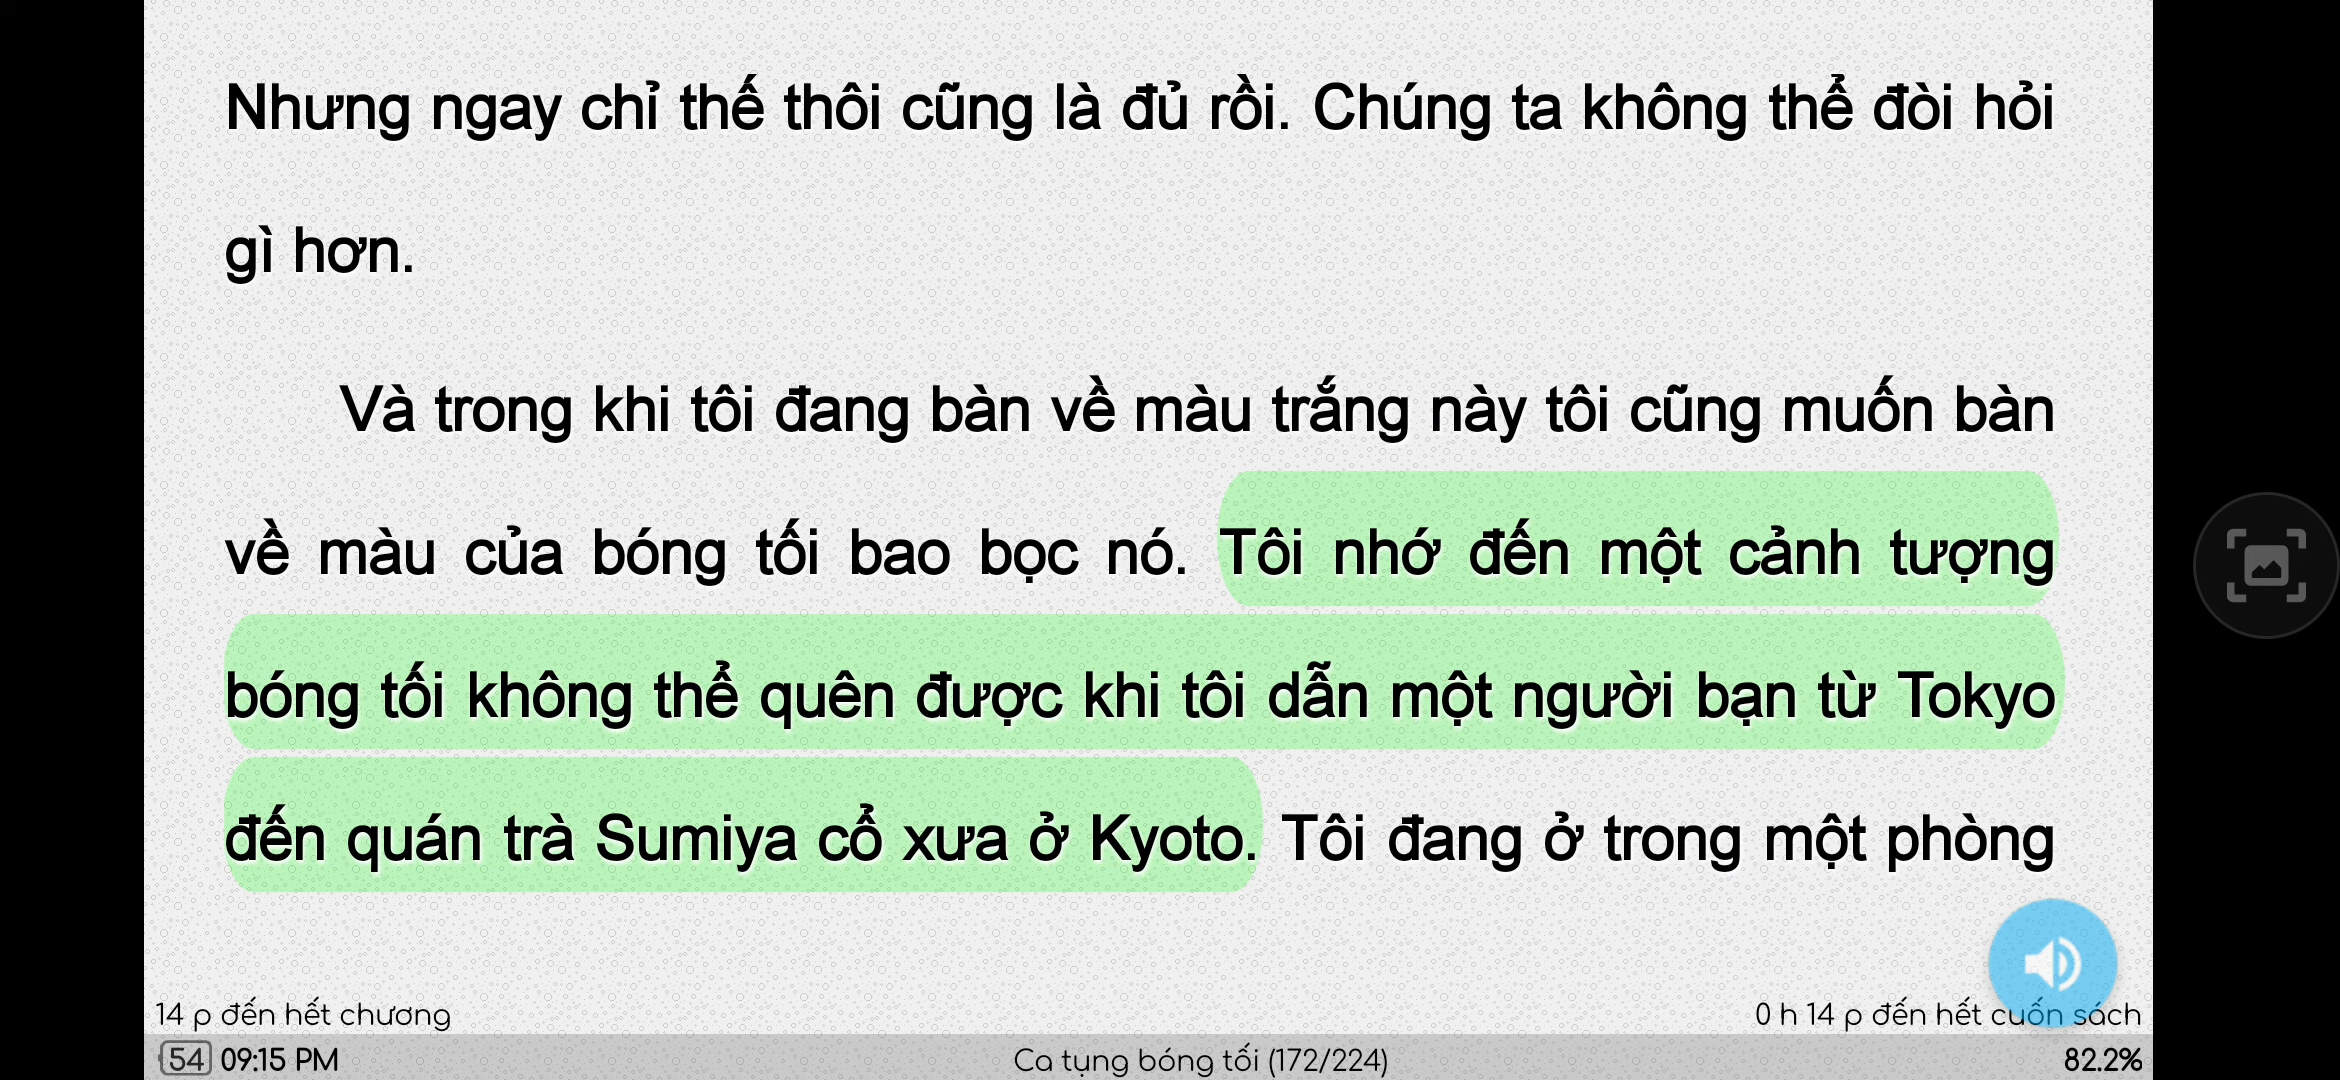 Nhưng ngay chỉ thế thôi cũng là đủ rồi. Chúng ta không thể đòi hỏi
gì hơn.
Và trong khi tôi đang bàn về màu trắng này tôi cũng muốn bàn
về màu của bóng tối bao bọc nó. Tôi nhớ đến một cảnh tượng
bóng tối không thể quên được khi tôi dẫn một người bạn từ Tokyo
đến quán trà Sumiya cổ xưa ở Kyoto. Tôi đang ở trong một phòng
14 p đến hết chương
0 h 14 p đến hết cuốn sách
54 09:15 PM
Ca tụng bóng tối (172/224)
82.2%